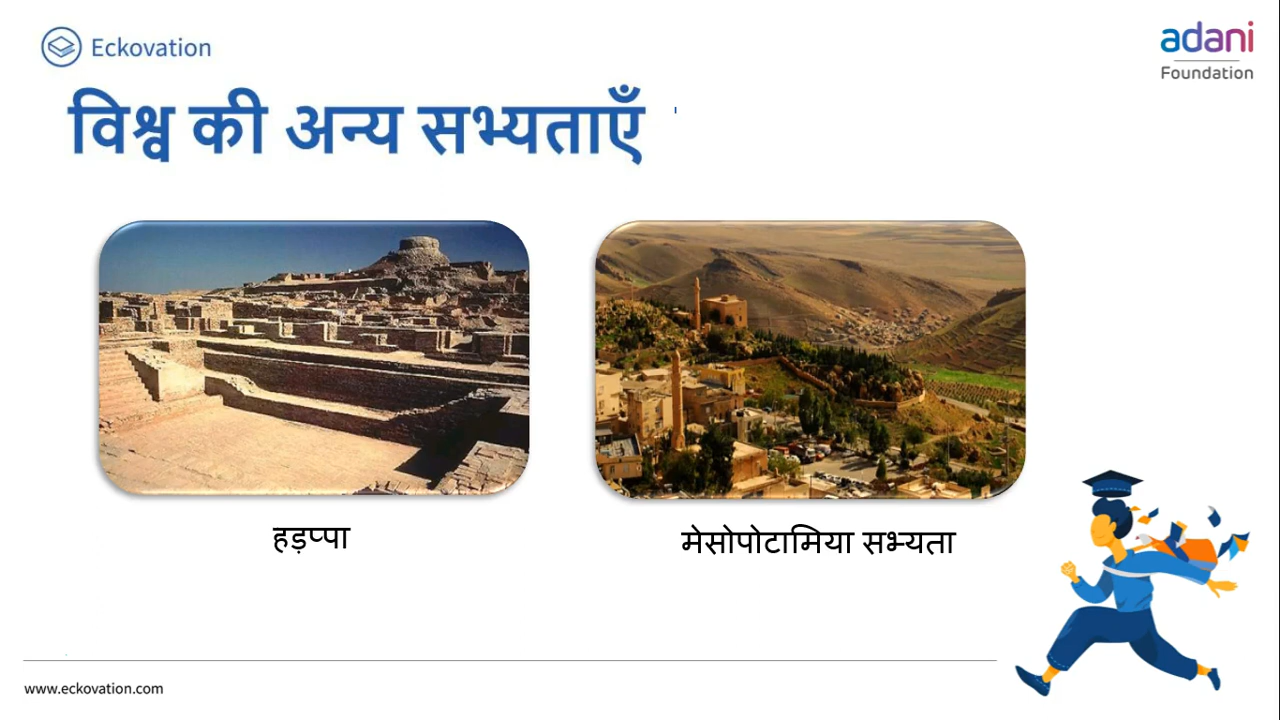 Eckovation
adani
Foundation
विश्व की अन्य सभ्यताएँ
हड़प्पा
मेसोपोटामिया सभ्यता
www.eckovation.com